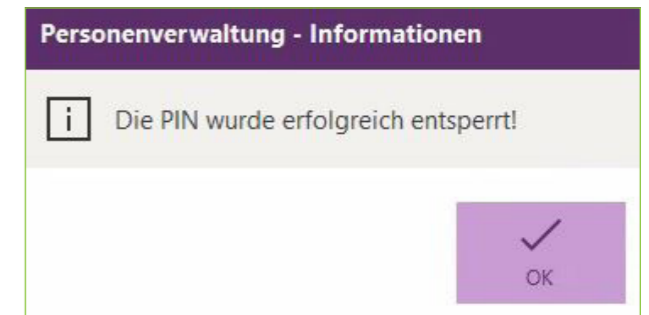 Personenverwaltung - Informationen
Die PIN wurde erfolgreich entsperrt!
OK